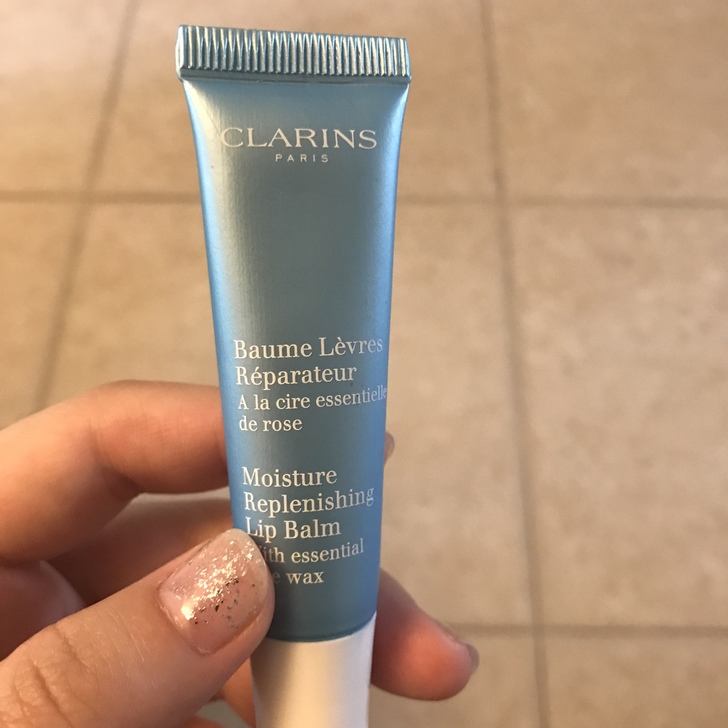 CLARINS
PARIS
Baume Lèvres
Réparateur
A la cire essentielle
de rose
Moisture
Replenishing
Lip Balm
essential
wax